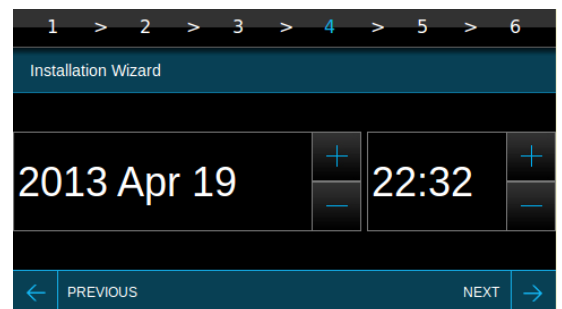 1 > 2 > 3 > 4 > 5 > 6
Installation Wizard
2013 Apr 19 + 22:32 +
− −
← PREVIOUS NEXT →